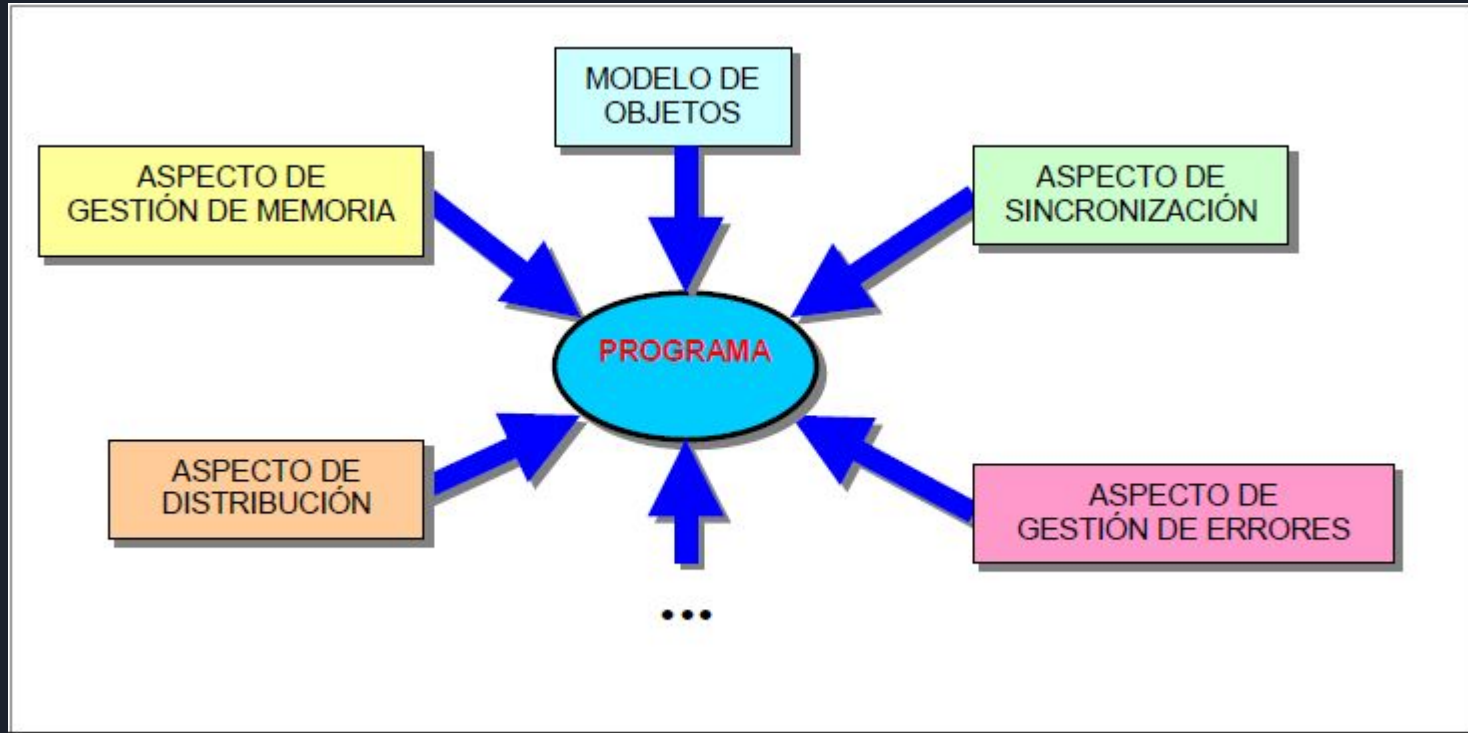 MODELO DE
OBJETOS
ASPECTO DE
GESTIÓN DE MEMORIA
ASPECTO DE
SINCRONIZACIÓN
PROGRAMA
ASPECTO DE
DISTRIBUCIÓN
ASPECTO DE
GESTIÓN DE ERRORES
...